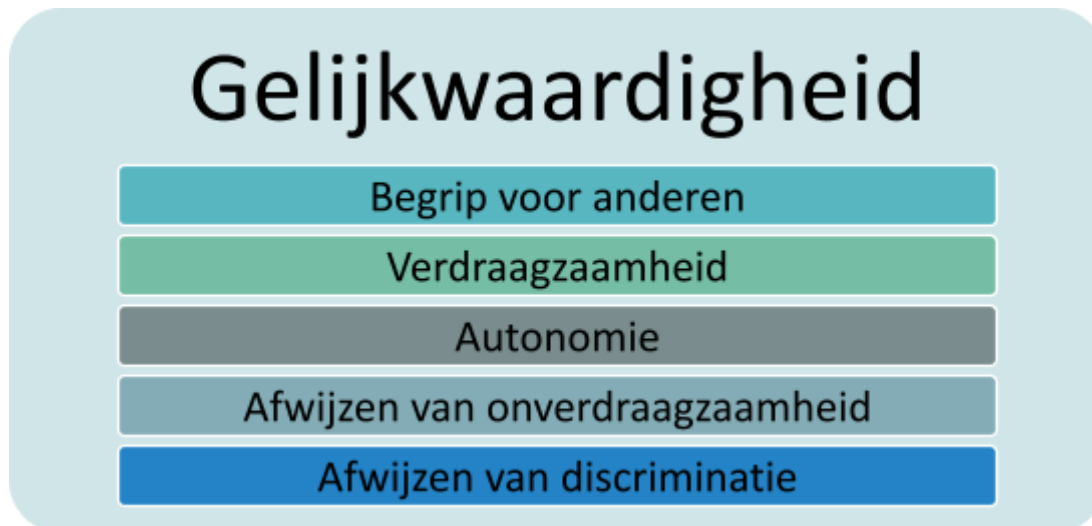 Gelijkwaardigheid
Begrip voor anderen
Verdraagzaamheid
Autonomie
Afwijzen van onverdraagzaamheid
Afwijzen van discriminatie